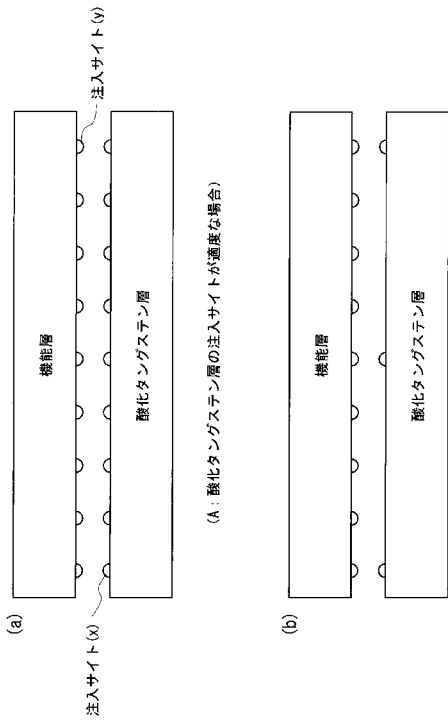 (a)
機能層
注入サイト(y)
注入サイト(x)
酸化タングステン層
(A：酸化タングステン層の注入サイトが適度な場合)
(b)
機能層
酸化タングステン層